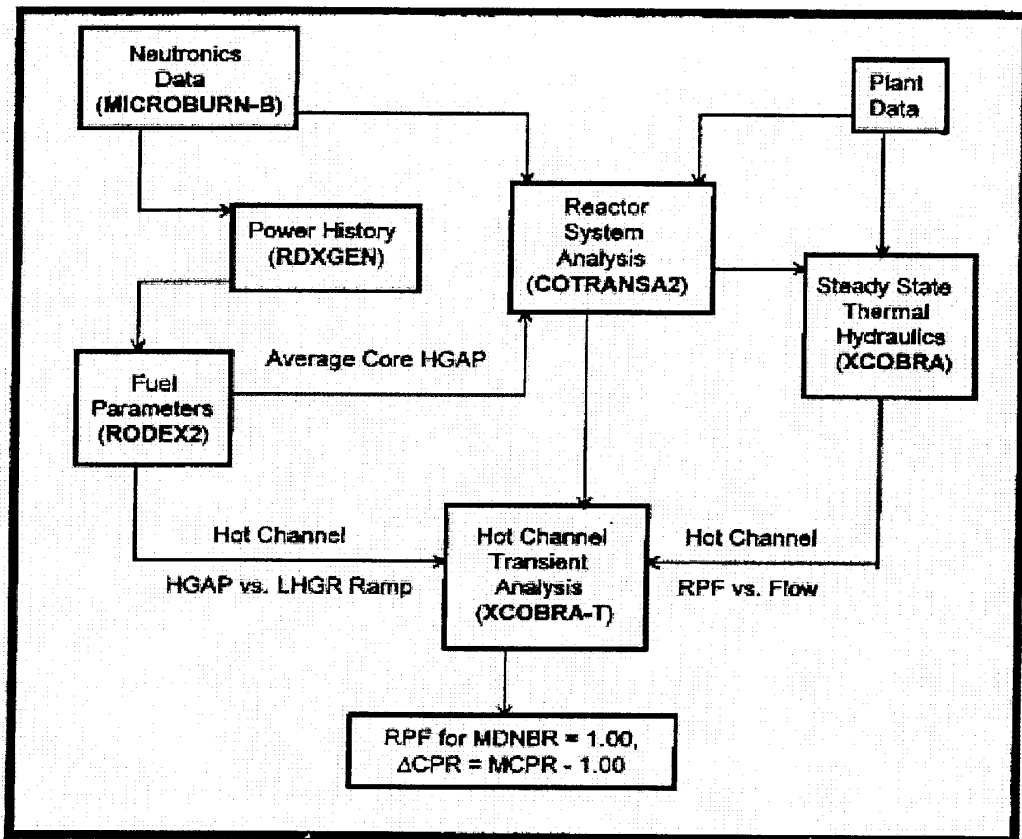 Neutronics
Data
(MICROBURN-B)
Plant
Data
Power History
(RDXGEN)
Reactor
System
Analysis
(COTRANSA2)
Steady State
Thermal
Hydraulics
(XCOBRA)
Average Core HGAP
Fuel
Parameters
(RODEX2)
Hot Channel
HGAP vs. LHGR Ramp
Hot Channel
Transient
Analysis
(XCOBRA-T)
Hot Channel
RPF vs. Flow
RPF for MDNBR = 1.00,
ΔCPR = MCPR - 1.00